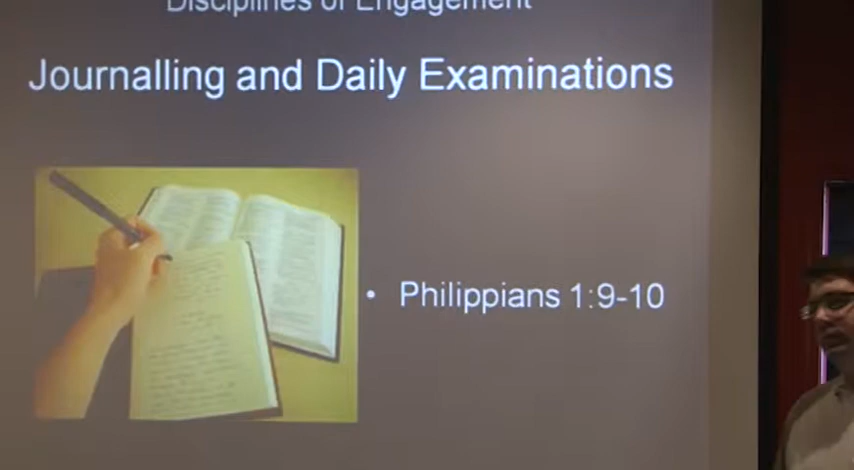 Disciplines of Engagement
Journalling and Daily Examinations
• Philippians 1:9-10